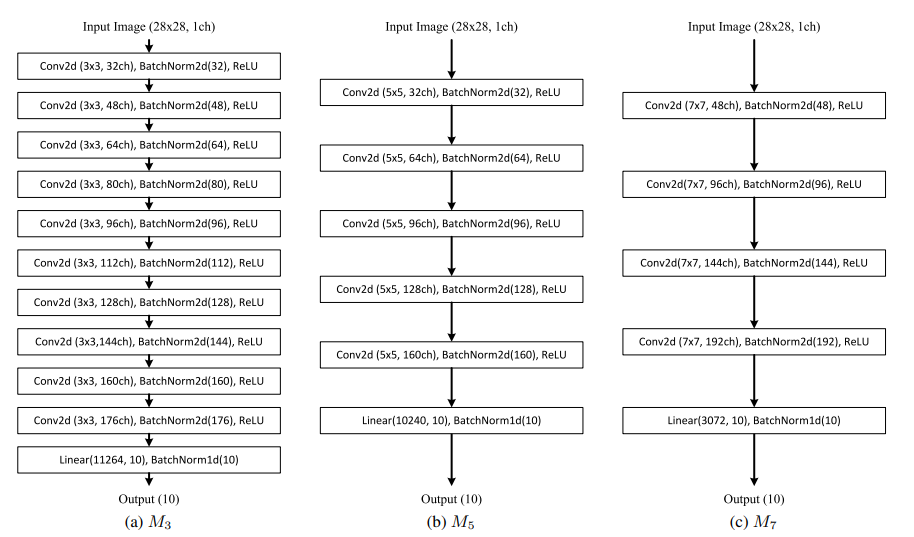 Input Image (28x28, 1ch)
Conv2d (3x3, 32ch), BatchNorm2d(32), ReLU
Conv2d (3x3, 48ch), BatchNorm2d(48), ReLU
Conv2d (3x3, 64ch), BatchNorm2d(64), ReLU
Conv2d (3x3, 80ch), BatchNorm2d(80), ReLU
Conv2d (3x3, 96ch), BatchNorm2d(96), ReLU
Conv2d (3x3, 112ch), BatchNorm2d(112), ReLU
Conv2d (3x3, 128ch), BatchNorm2d(128), ReLU
Conv2d (3x3,144ch), BatchNorm2d(144), ReLU
Conv2d (3x3, 160ch), BatchNorm2d(160), ReLU
Conv2d (3x3, 176ch), BatchNorm2d(176), ReLU
Linear(11264, 10), BatchNorm1d(10)
Output (10)
(a) M₃
Input Image (28x28, 1ch)
Conv2d (5x5, 32ch), BatchNorm2d(32), ReLU
Conv2d (5x5, 64ch), BatchNorm2d(64), ReLU
Conv2d (5x5, 96ch), BatchNorm2d(96), ReLU
Conv2d (5x5, 128ch), BatchNorm2d(128), ReLU
Conv2d (5x5, 160ch), BatchNorm2d(160), ReLU
Linear(10240, 10), BatchNorm1d(10)
Output (10)
(b) M₅
Input Image (28x28, 1ch)
Conv2d (7x7, 48ch), BatchNorm2d(48), ReLU
Conv2d(7x7, 96ch), BatchNorm2d(96), ReLU
Conv2d(7x7, 144ch), BatchNorm2d(144), ReLU
Conv2d (7x7, 192ch), BatchNorm2d(192), ReLU
Linear(3072, 10), BatchNorm1d(10)
Output (10)
(c) M₇